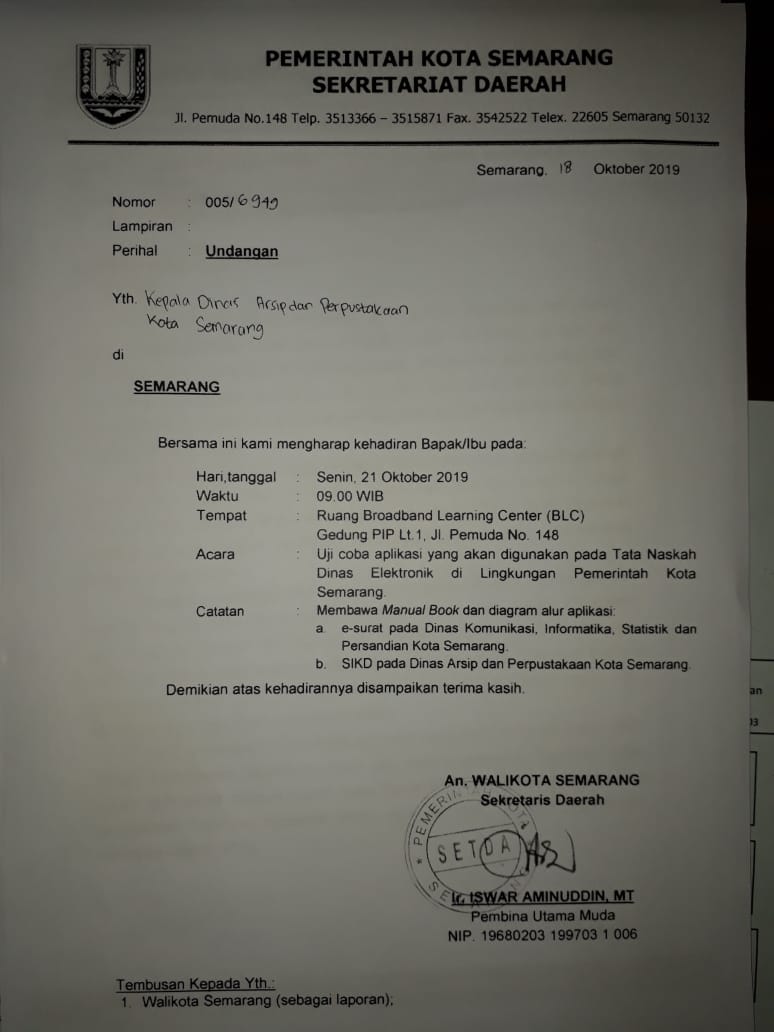 PEMERINTAH KOTA SEMARANG
SEKRETARIAT DAERAH
Jl. Pemuda No.148 Telp. 3513366 – 3515871 Fax. 3542522 Telex. 22605 Semarang 50132
Semarang, 18 Oktober 2019
Nomor : 005/6949
Lampiran :
Perihal : Undangan
Yth. Kepala Dinas Arsip dan Perpustakaan
Kota Semarang
di
SEMARANG
Bersama ini kami mengharap kehadiran Bapak/Ibu pada:
Hari,tanggal : Senin, 21 Oktober 2019
Waktu : 09.00 WIB
Tempat : Ruang Broadband Learning Center (BLC)
Gedung PIP Lt.1, Jl. Pemuda No. 148
Acara : Uji coba aplikasi yang akan digunakan pada Tata Naskah
Dinas Elektronik di Lingkungan Pemerintah Kota
Semarang.
Catatan : Membawa Manual Book dan diagram alur aplikasi:
a. e-surat pada Dinas Komunikasi, Informatika, Statistik dan
Persandian Kota Semarang.
b. SIKD pada Dinas Arsip dan Perpustakaan Kota Semarang.
Demikian atas kehadirannya disampaikan terima kasih.
An. WALIKOTA SEMARANG
Sekretaris Daerah
PEMERINTAH KOTA
SETDA
SEMARANG
Ir. ISWAR AMINUDDIN, MT
Pembina Utama Muda
NIP. 19680203 199703 1 006
Tembusan Kepada Yth.:
1. Walikota Semarang (sebagai laporan);
an
03